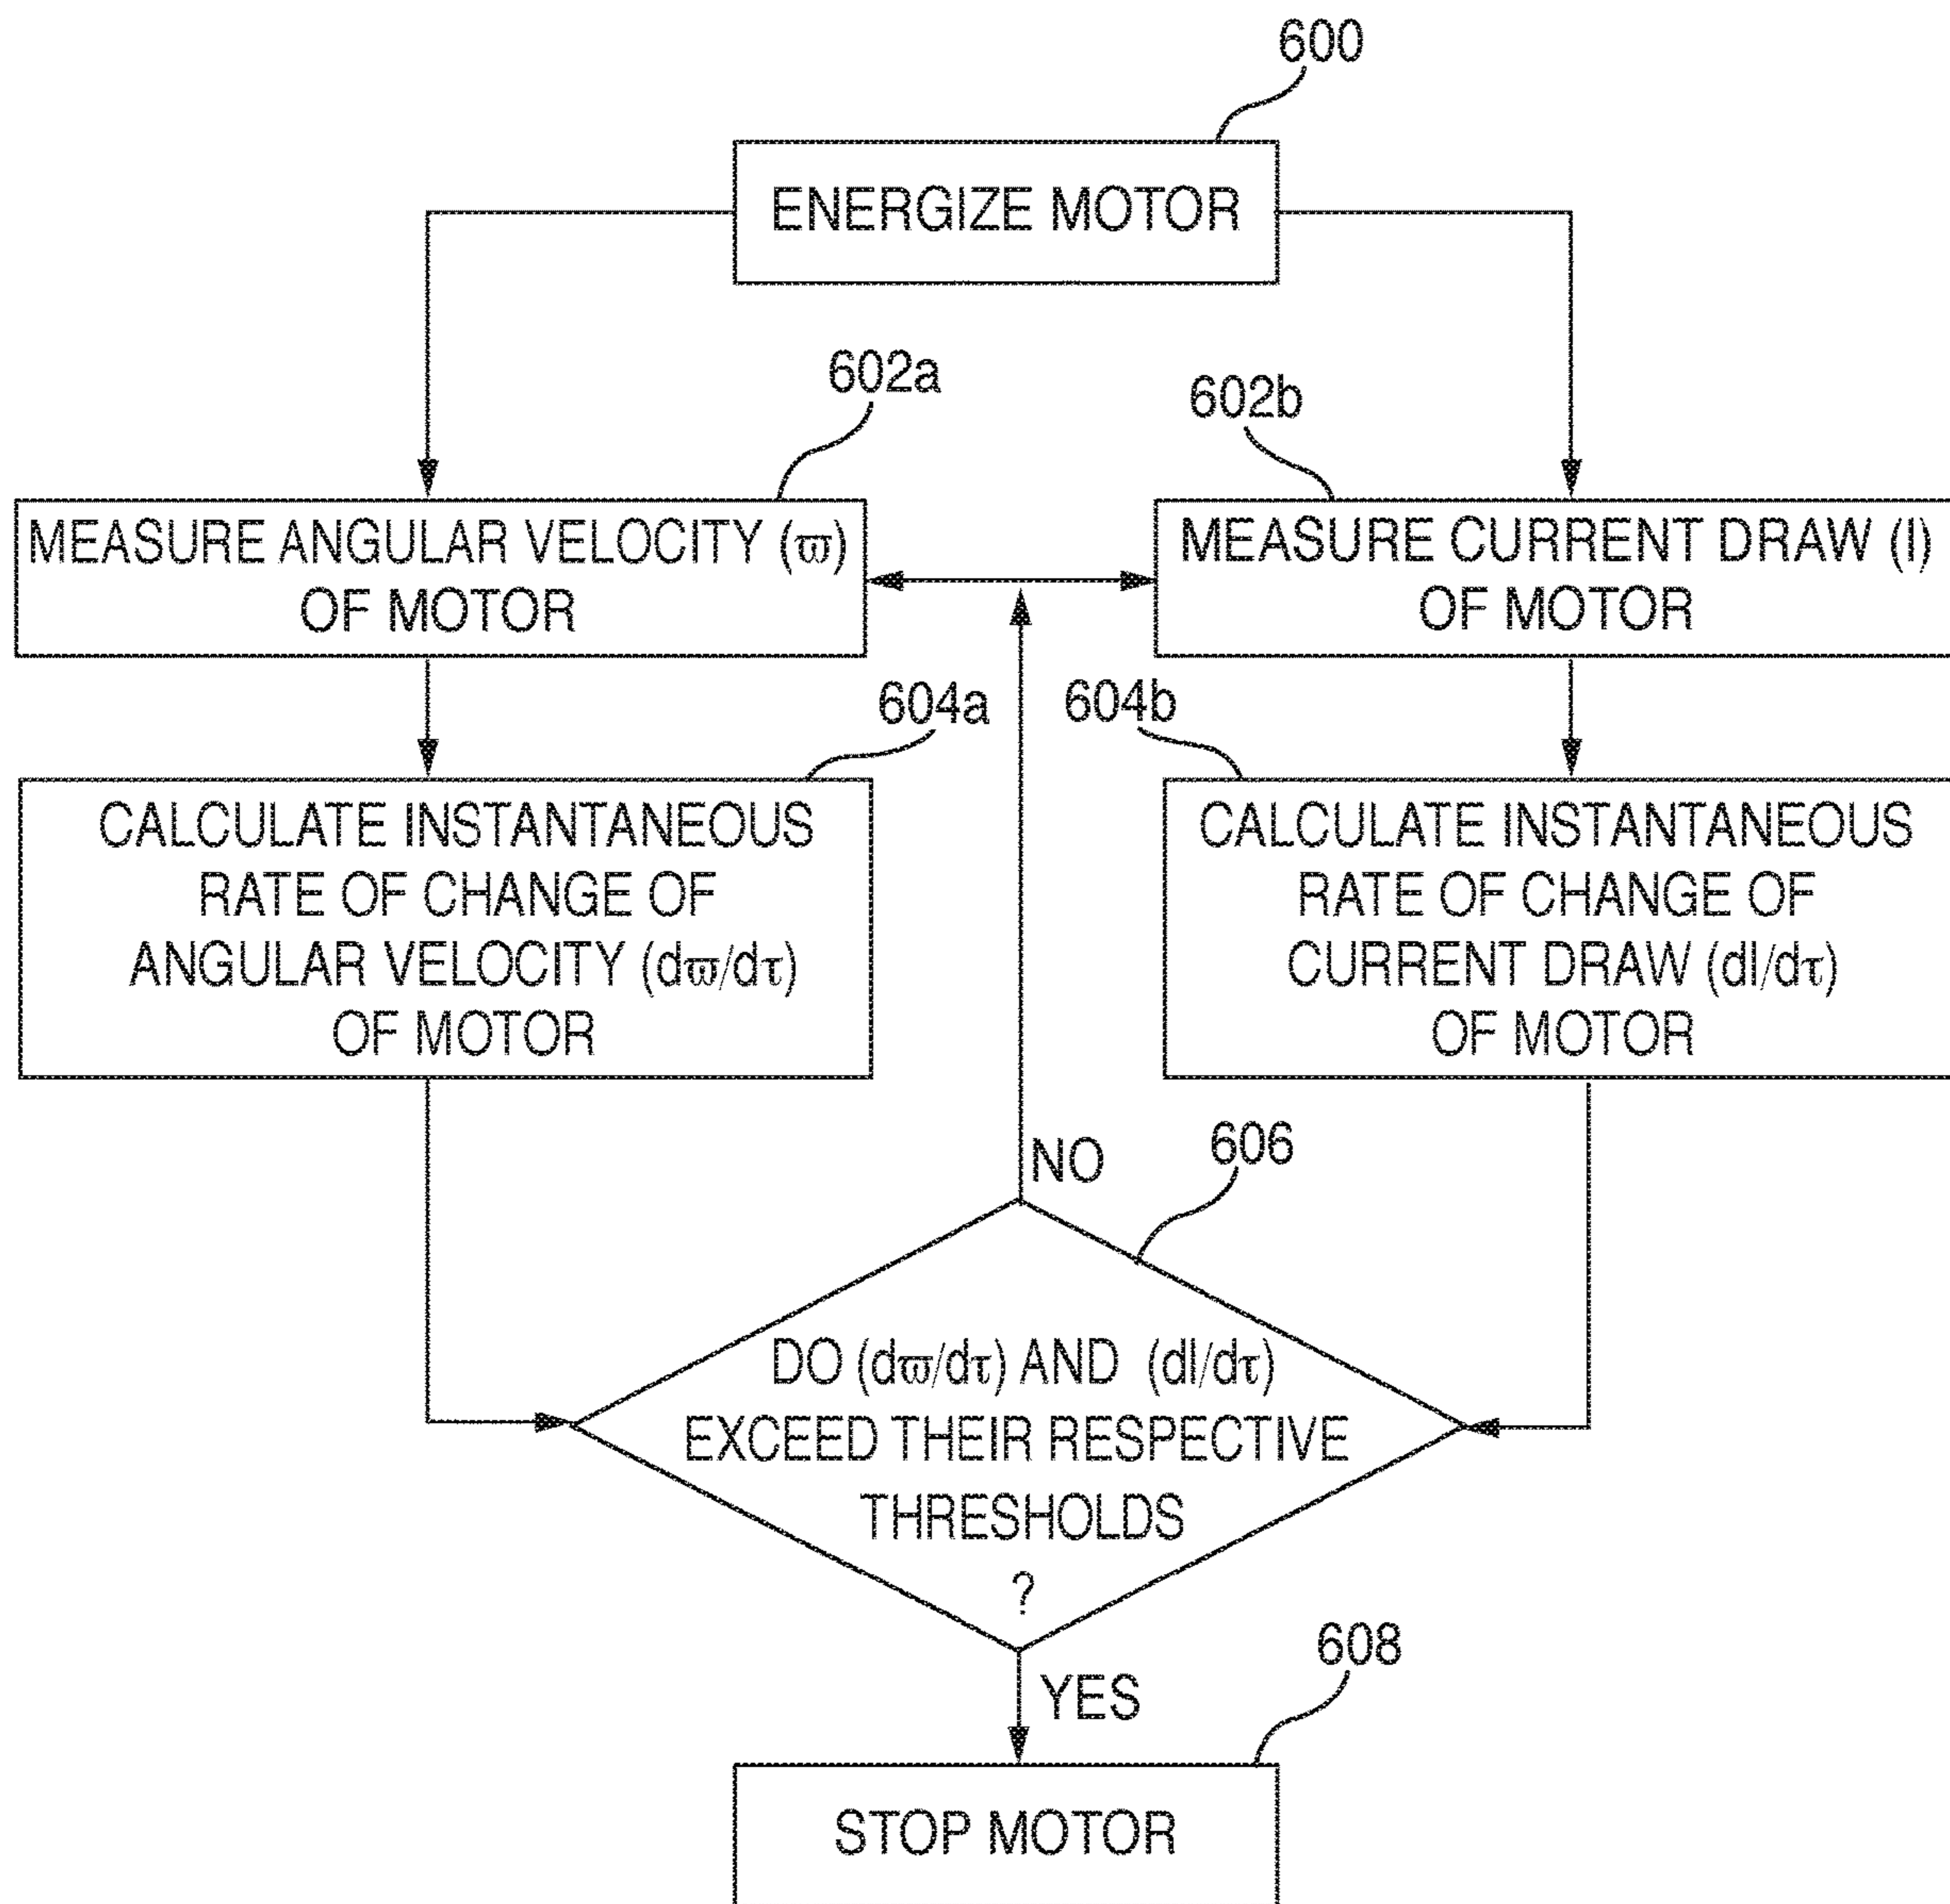 600
ENERGIZE MOTOR
602a
602b
MEASURE ANGULAR VELOCITY (ϖ)
OF MOTOR
MEASURE CURRENT DRAW (I)
OF MOTOR
604a
604b
CALCULATE INSTANTANEOUS
RATE OF CHANGE OF
ANGULAR VELOCITY (dϖ/dτ)
OF MOTOR
CALCULATE INSTANTANEOUS
RATE OF CHANGE OF
CURRENT DRAW (dI/dτ)
OF MOTOR
NO
606
DO (dϖ/dτ) AND (dI/dτ)
EXCEED THEIR RESPECTIVE
THRESHOLDS
?
YES
608
STOP MOTOR